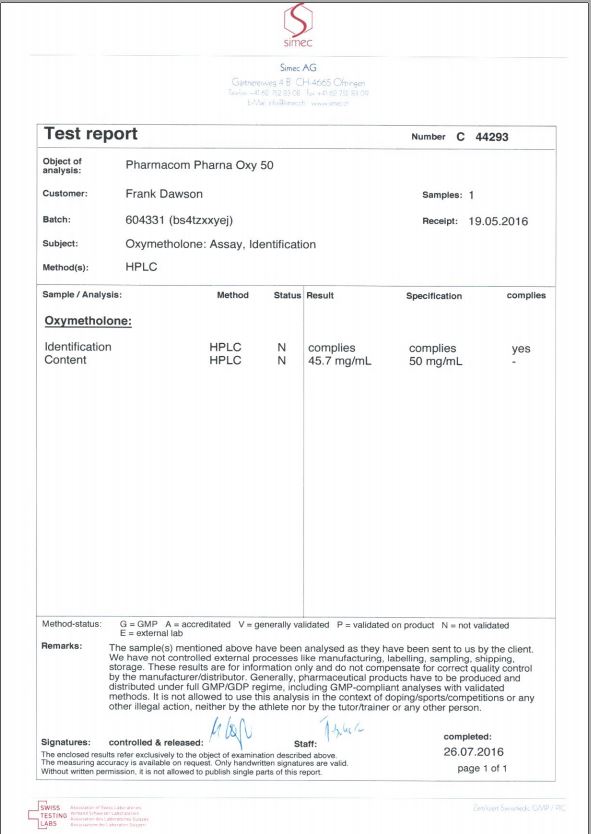 simec
Simec AG
Gartnereiweg 4 B CH-4665 Oftringen
Telefon +41 62 752 83 08 Fax +41 62 752 83 09
E-Mail info@simec.ch www.simec.ch
Test report Number C 44293
Object of analysis: Pharmacom Pharna Oxy 50
Customer: Frank Dawson Samples: 1
Batch: 604331 (bs4tzxxyej) Receipt: 19.05.2016
Subject: Oxymetholone: Assay, Identification
Method(s): HPLC
Sample / Analysis: Method Status Result Specification complies
Oxymetholone:
Identification HPLC N complies complies yes
Content HPLC N 45.7 mg/mL 50 mg/mL -
Method-status: G = GMP A = accreditated V = generally validated P = validated on product N = not validated
E = external lab
Remarks: The sample(s) mentioned above have been analysed as they have been sent to us by the client.
We have not controlled external processes like manufacturing, labelling, sampling, shipping,
storage. These results are for information only and do not compensate for correct quality control
by the manufacturer/distributor. Generally, pharmaceutical products have to be produced and
distributed under full GMP/GDP regime, including GMP-compliant analyses with validated
methods. It is not allowed to use this analysis in the context of doping/sports/competitions or any
other illegal action, neither by the athlete nor by the tutor/trainer or any other person.
Signatures: controlled & released: Staff: completed:
26.07.2016
The enclosed results refer exclusively to the object of examination described above.
The measuring accuracy is available on request. Only handwritten signatures are valid.
Without written permission, it is not allowed to publish single parts of this report.
page 1 of 1
SWISS
TESTING
LABS
Association of Swiss Laboratories
Verband Schweizer Laboratorien
Association des Laboratoires Suisses
Associazione dei Laboratori Svizzeri
Zertifiziert Swissmedic GMP / PIC